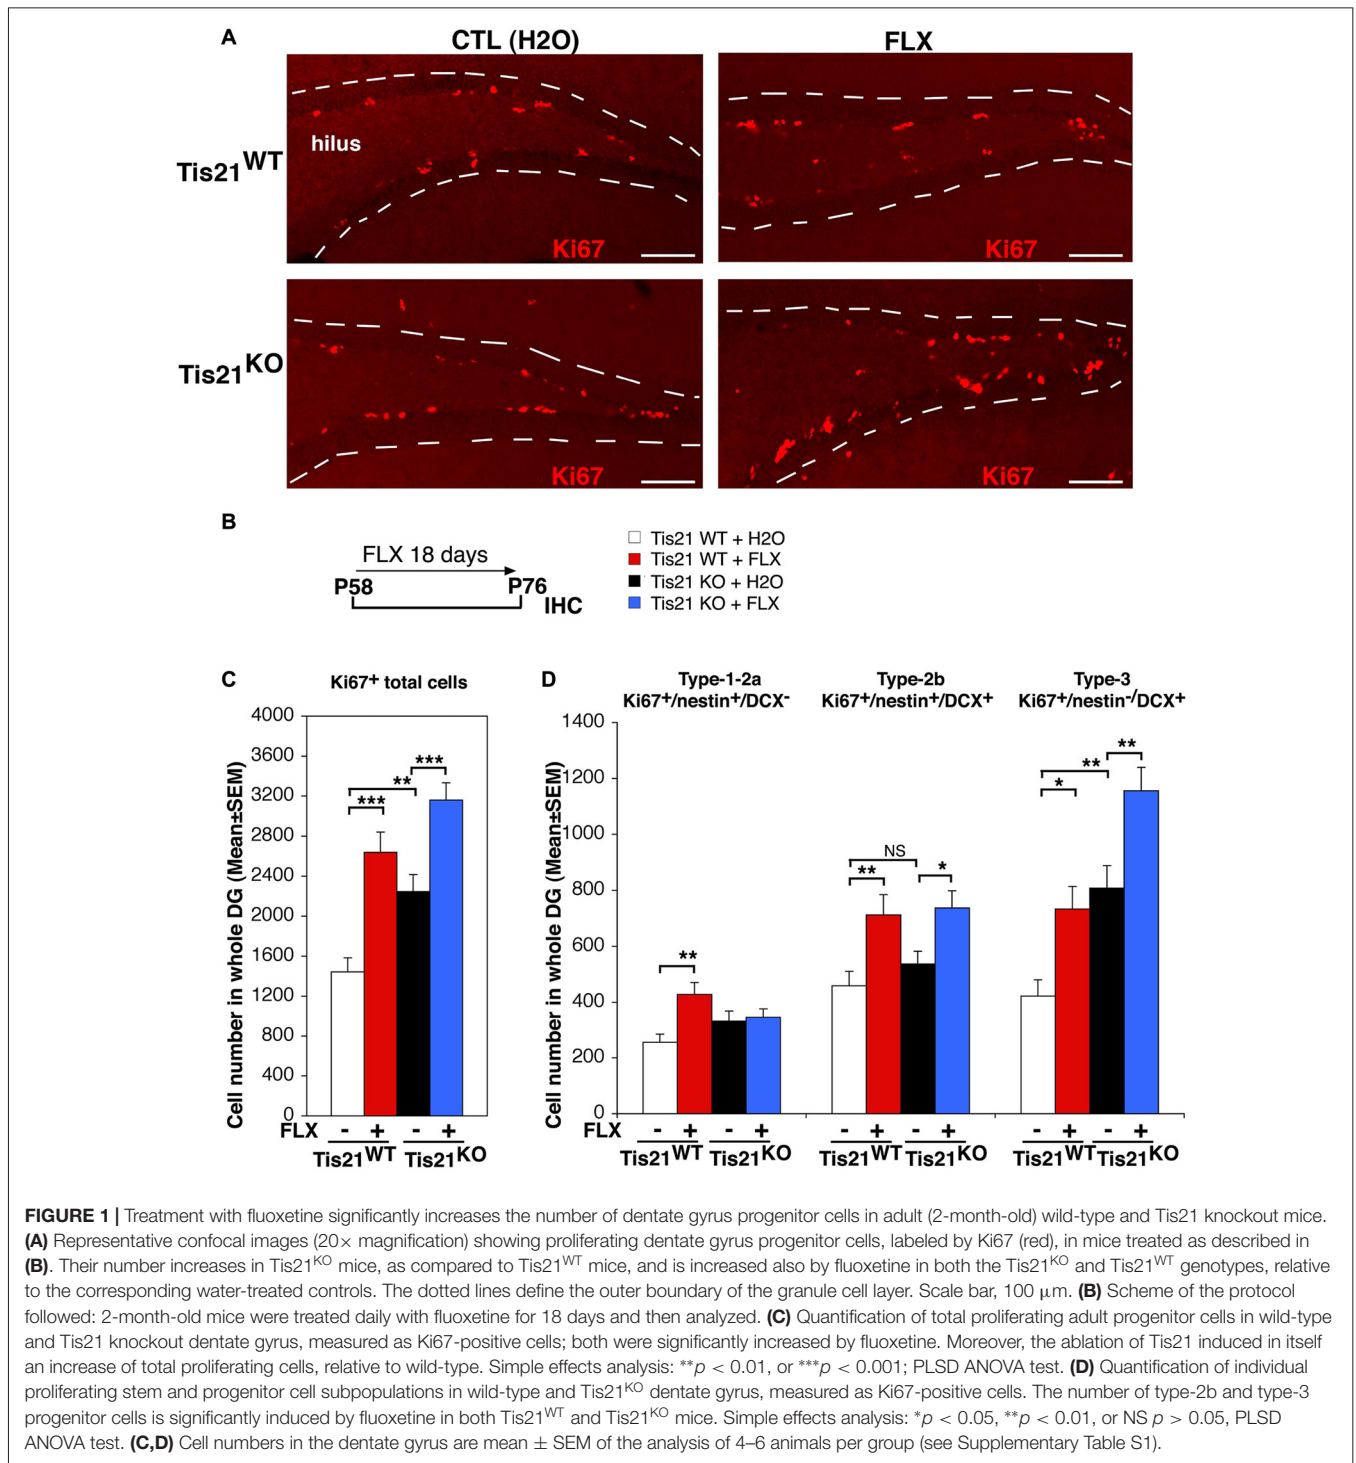 A
CTL (H2O)
FLX
Tis21WT
hilus
Ki67
Ki67
Tis21KO
Ki67
Ki67
B
FLX 18 days
P58
P76
IHC
Tis21 WT + H2O
Tis21 WT + FLX
Tis21 KO + H2O
Tis21 KO + FLX
C
Ki67+ total cells
Cell number in whole DG (Mean±SEM)
4000
3600
3200
2800
2400
2000
1600
1200
800
400
0
***
**
***
FLX
- + - +
Tis21WT Tis21KO
D
Type-1-2a
Ki67+/nestin+/DCX-
Type-2b
Ki67+/nestin+/DCX+
Type-3
Ki67+/nestin-/DCX+
Cell number in whole DG (Mean±SEM)
1400
1200
1000
800
600
400
200
0
**
NS
**
*
**
**
*
- + - + - + - + - + - +
Tis21WT Tis21KO Tis21WT Tis21KO Tis21WT Tis21KO
FIGURE 1 | Treatment with fluoxetine significantly increases the number of dentate gyrus progenitor cells in adult (2-month-old) wild-type and Tis21 knockout mice.
(A) Representative confocal images (20× magnification) showing proliferating dentate gyrus progenitor cells, labeled by Ki67 (red), in mice treated as described in
(B). Their number increases in Tis21KO mice, as compared to Tis21WT mice, and is increased also by fluoxetine in both the Tis21KO and Tis21WT genotypes, relative
to the corresponding water-treated controls. The dotted lines define the outer boundary of the granule cell layer. Scale bar, 100 μm. (B) Scheme of the protocol
followed: 2-month-old mice were treated daily with fluoxetine for 18 days and then analyzed. (C) Quantification of total proliferating adult progenitor cells in wild-type
and Tis21 knockout dentate gyrus, measured as Ki67-positive cells; both were significantly increased by fluoxetine. Moreover, the ablation of Tis21 induced in itself
an increase of total proliferating cells, relative to wild-type. Simple effects analysis: **p < 0.01, or ***p < 0.001; PLSD ANOVA test. (D) Quantification of individual
proliferating stem and progenitor cell subpopulations in wild-type and Tis21KO dentate gyrus, measured as Ki67-positive cells. The number of type-2b and type-3
progenitor cells is significantly induced by fluoxetine in both Tis21WT and Tis21KO mice. Simple effects analysis: *p < 0.05, **p < 0.01, or NS p > 0.05, PLSD
ANOVA test. (C,D) Cell numbers in the dentate gyrus are mean ± SEM of the analysis of 4–6 animals per group (see Supplementary Table S1).